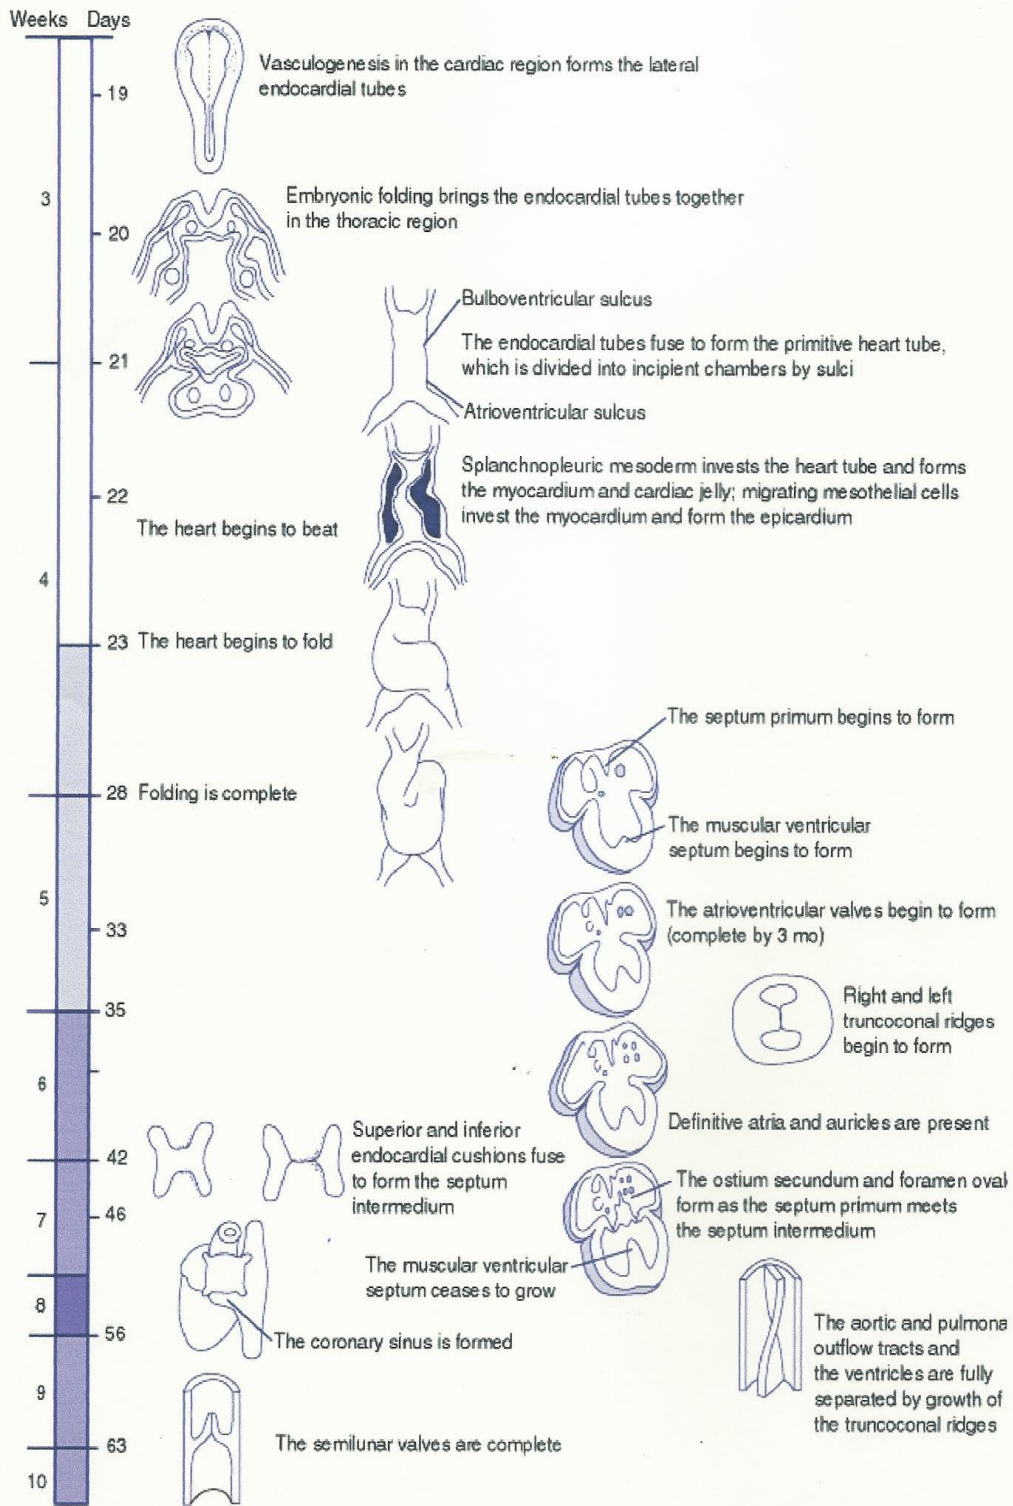 Weeks Days
Vasculogenesis in the cardiac region forms the lateral
endocardial tubes
19
3
Embryonic folding brings the endocardial tubes together
in the thoracic region
20
Bulboventricular sulcus
The endocardial tubes fuse to form the primitive heart tube,
which is divided into incipient chambers by sulci
21
Atrioventricular sulcus
Splanchnopleuric mesoderm invests the heart tube and forms
the myocardium and cardiac jelly; migrating mesothelial cells
invest the myocardium and form the epicardium
22
The heart begins to beat
4
23 The heart begins to fold
The septum primum begins to form
28 Folding is complete
The muscular ventricular
septum begins to form
5
The atrioventricular valves begin to form
(complete by 3 mo)
33
Right and left
truncoconal ridges
begin to form
35
6
Definitive atria and auricles are present
Superior and inferior
endocardial cushions fuse
to form the septum
intermedium
42
The ostium secundum and foramen oval
form as the septum primum meets
the septum intermedium
7
46
The muscular ventricular
septum ceases to grow
8
The coronary sinus is formed
56
The aortic and pulmona
outflow tracts and
the ventricles are fully
separated by growth of
the truncoconal ridges
9
The semilunar valves are complete
63
10